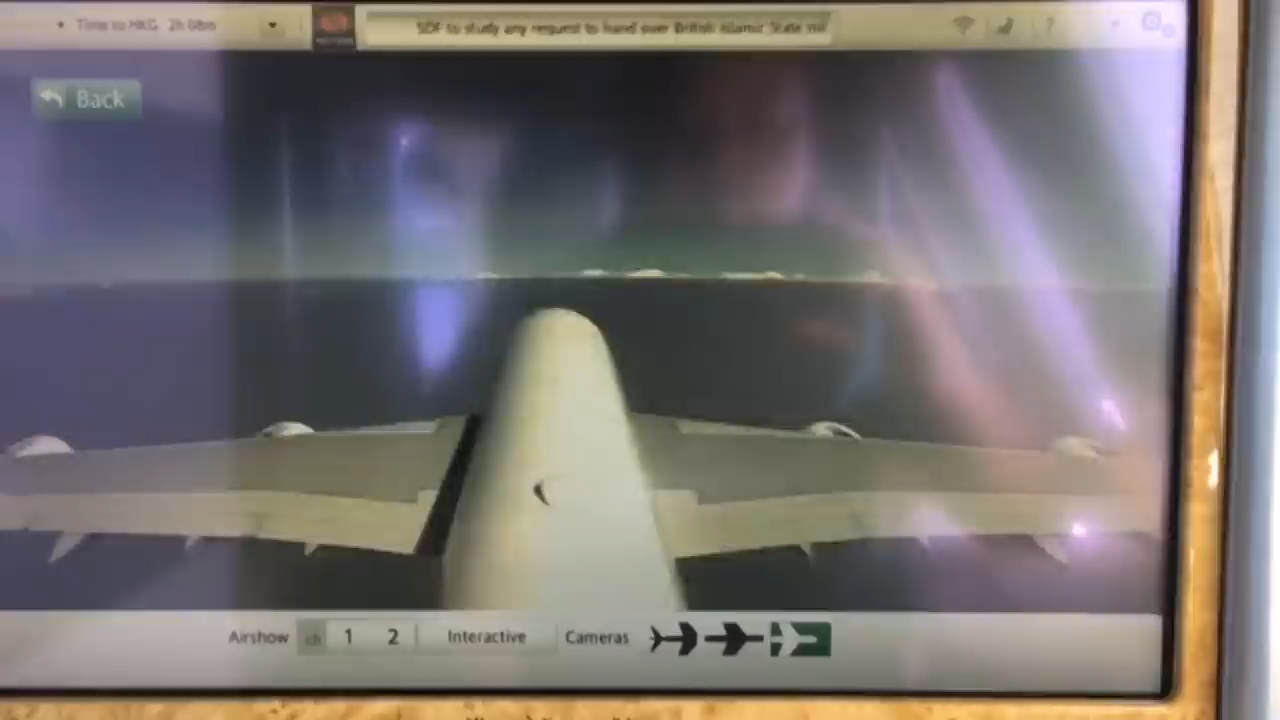 Time to HKG 2h 08m
SDF to study any request to hand over British Islamic State mil
Back
Airshow ch 1 2 Interactive Cameras